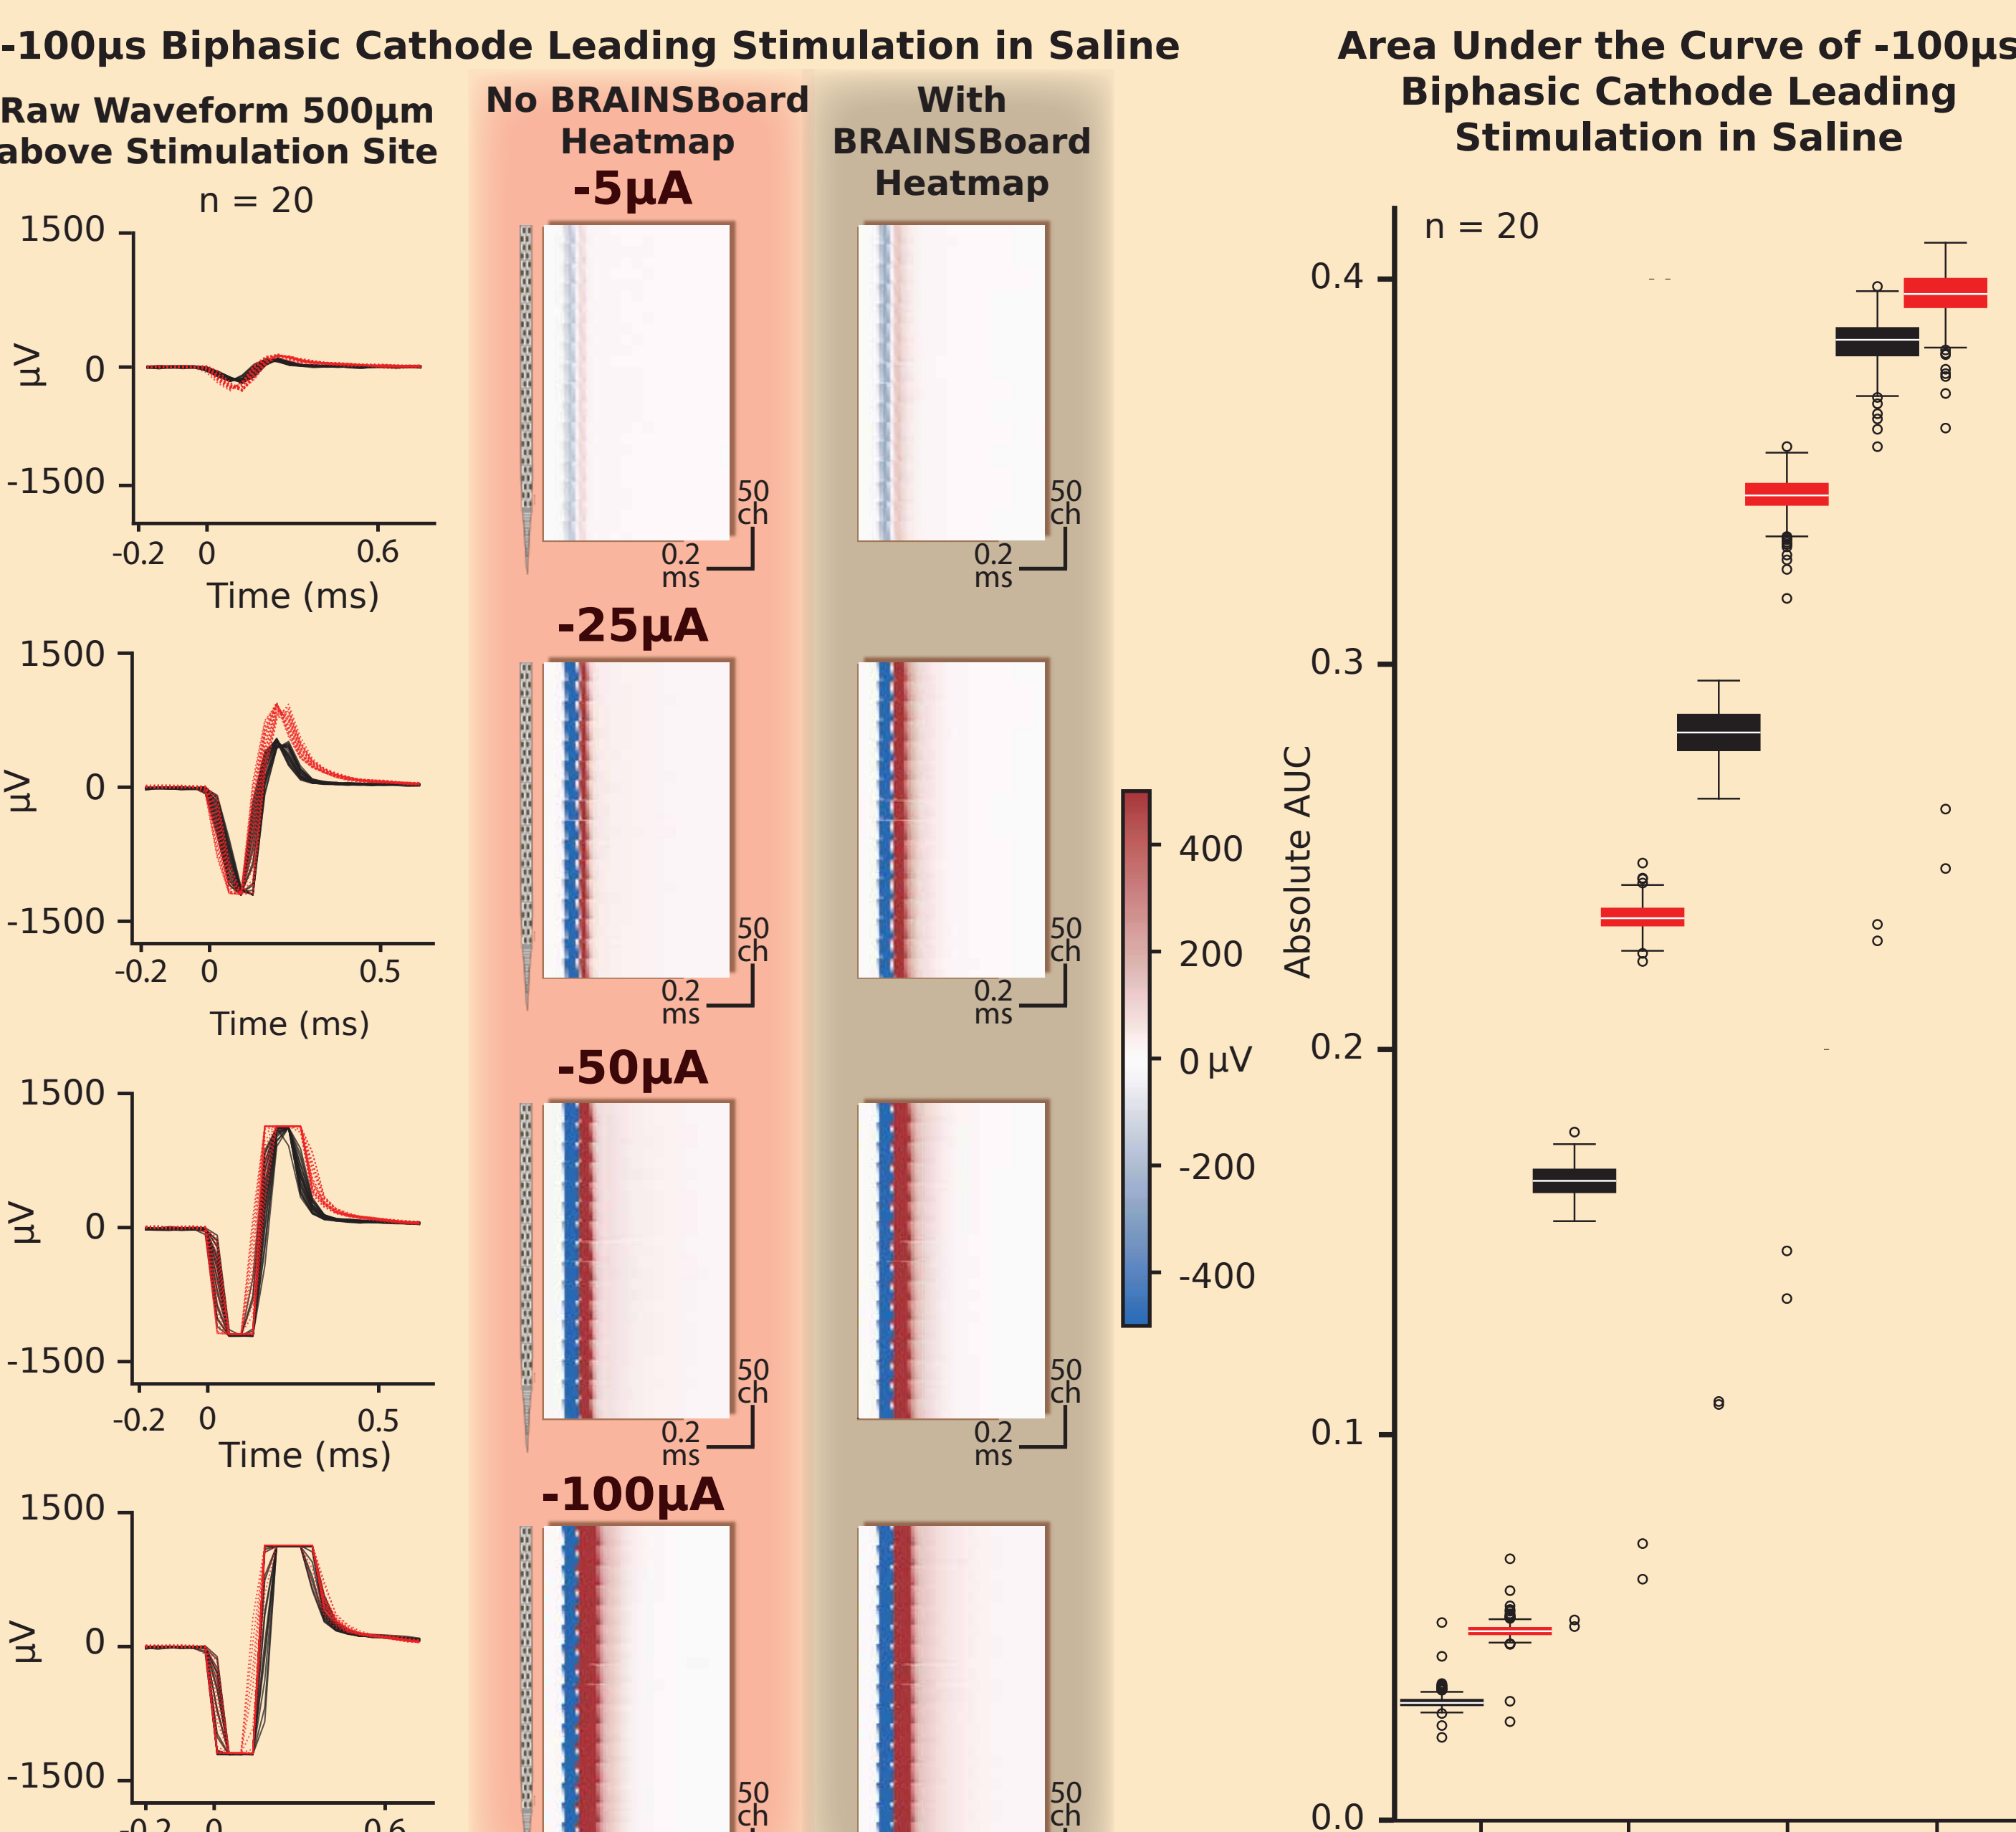 -100µs Biphasic Cathode Leading Stimulation in Saline
Raw Waveform 500µm
above Stimulation Site
n = 20
No BRAINSBoard
Heatmap
With
BRAINSBoard
Heatmap
-5µA
1500
0
-1500
µV
-0.2 0 0.6
Time (ms)
50
ch
0.2
ms
50
ch
0.2
ms
-25µA
1500
0
-1500
µV
-0.2 0 0.5
Time (ms)
50
ch
0.2
ms
50
ch
0.2
ms
-50µA
1500
0
-1500
µV
-0.2 0 0.5
Time (ms)
50
ch
0.2
ms
50
ch
0.2
ms
-100µA
1500
0
-1500
µV
-0.2 0 0.6
50
ch
50
ch
400
200
0 µV
-200
-400
Area Under the Curve of -100µs
Biphasic Cathode Leading
Stimulation in Saline
n = 20
Absolute AUC
0.4
0.3
0.2
0.1
0.0